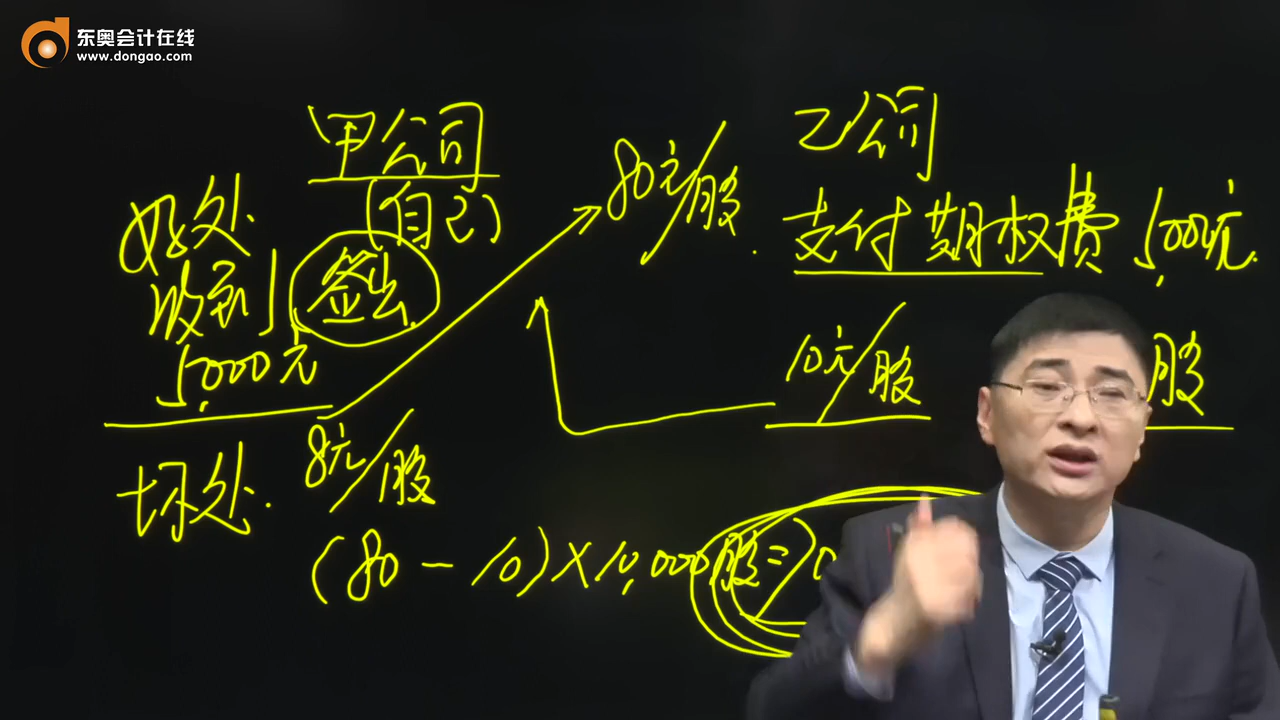 东奥会计在线
www.dongao.com
甲公司
(自己)
签出
好处
收到
5,000元
坏处.
8元/股
80元/股.
乙公司
支付期权费 5,000元.
10元/股
股
(80-10)×10,000股=70